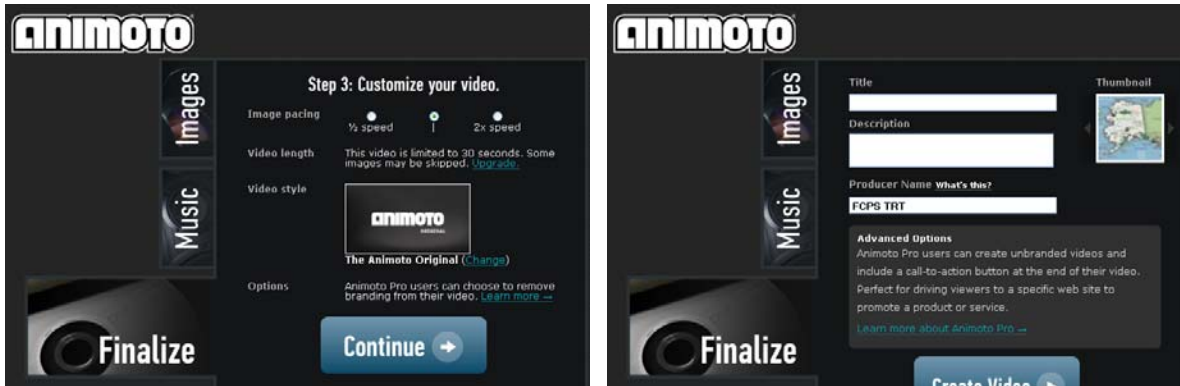 ANIMOTO
Images
Music
Finalize
Step 3: Customize your video.
Image pacing
½ speed
|
2x speed
Video length
This video is limited to 30 seconds. Some
images may be skipped. Upgrade.
Video style
ANIMOTO
ORIGINAL
The Animoto Original (Change)
Options
Animoto Pro users can choose to remove
branding from their video. Learn more →
Continue →
ANIMOTO
Images
Music
Finalize
Title
Thumbnail
Description
Producer Name What's this?
FCPS TRT
Advanced Options
Animoto Pro users can create unbranded videos and
include a call-to-action button at the end of their video.
Perfect for driving viewers to a specific web site to
promote a product or service.
Learn more about Animoto Pro →
Create Video